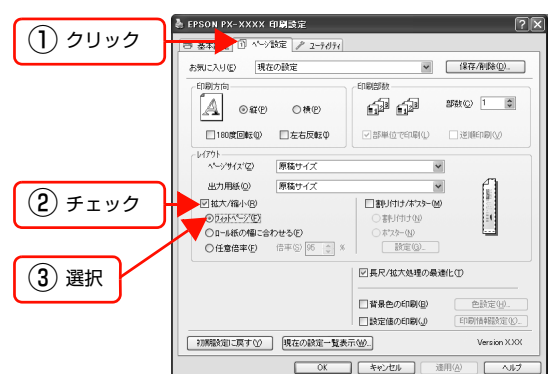 EPSON PX-XXXX 印刷設定
① クリック
ページ設定
ユーティリティ
お気に入り(E)
現在の設定
保存/削除(D)...
印刷方向
縦(P)
横(P)
180度回転(O)
左右反転(I)
印刷部数
部数(C)
1
部単位で印刷(L)
逆順印刷(V)
レイアウト
ページサイズ(Z)
原稿サイズ
出力用紙(G)
原稿サイズ
② チェック
拡大/縮小(R)
フィットページ(E)
ロール紙の幅に合わせる(F)
任意倍率(F)
倍率(S)
95
%
③ 選択
割り付け/ポスター(M)
割り付け(N)
ポスター(N)
設定(G)...
長尺/拡大処理の最適化(T)
背景色の印刷(B)
色設定(H)...
設定値の印刷(J)
印刷情報設定(K)...
初期設定に戻す(Y)
現在の設定一覧表示(W)...
Version X.XX
OK
キャンセル
適用(A)
ヘルプ